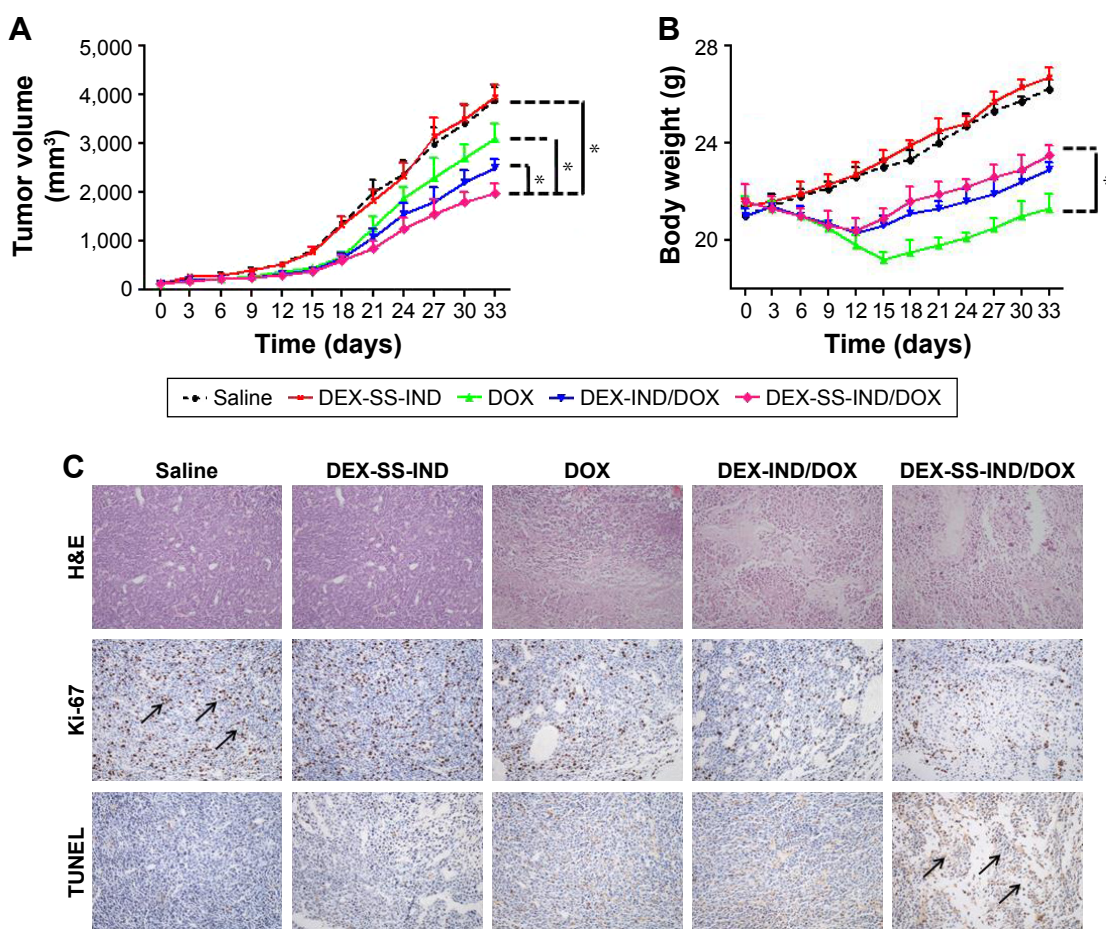 A
Tumor volume
(mm³)
5,000
4,000
3,000
2,000
1,000
0
0 3 6 9 12 15 18 21 24 27 30 33
Time (days)
*
*
*
B
Body weight (g)
28
24
20
0 3 6 9 12 15 18 21 24 27 30 33
Time (days)
Saline DEX-SS-IND DOX DEX-IND/DOX DEX-SS-IND/DOX
C
Saline DEX-SS-IND DOX DEX-IND/DOX DEX-SS-IND/DOX
H&E
Ki-67
TUNEL